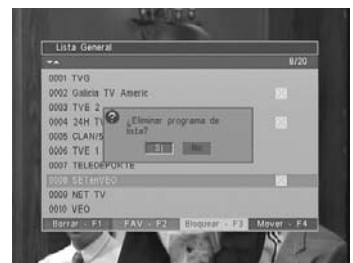 Lista General
8/20
0001 TVG
0002 Galicia TV Americ
0003 TVE 2
0004 24H TV
0005 CLAN/5
0006 TVE 1
0007 TELEDEPORTE
0008 SETenVEO
0009 NET TV
0010 VEO
¿Eliminar programa de
lista?
Sí No
Borrar - F1 FAV - F2 Bloquear - F3 Mover - F4